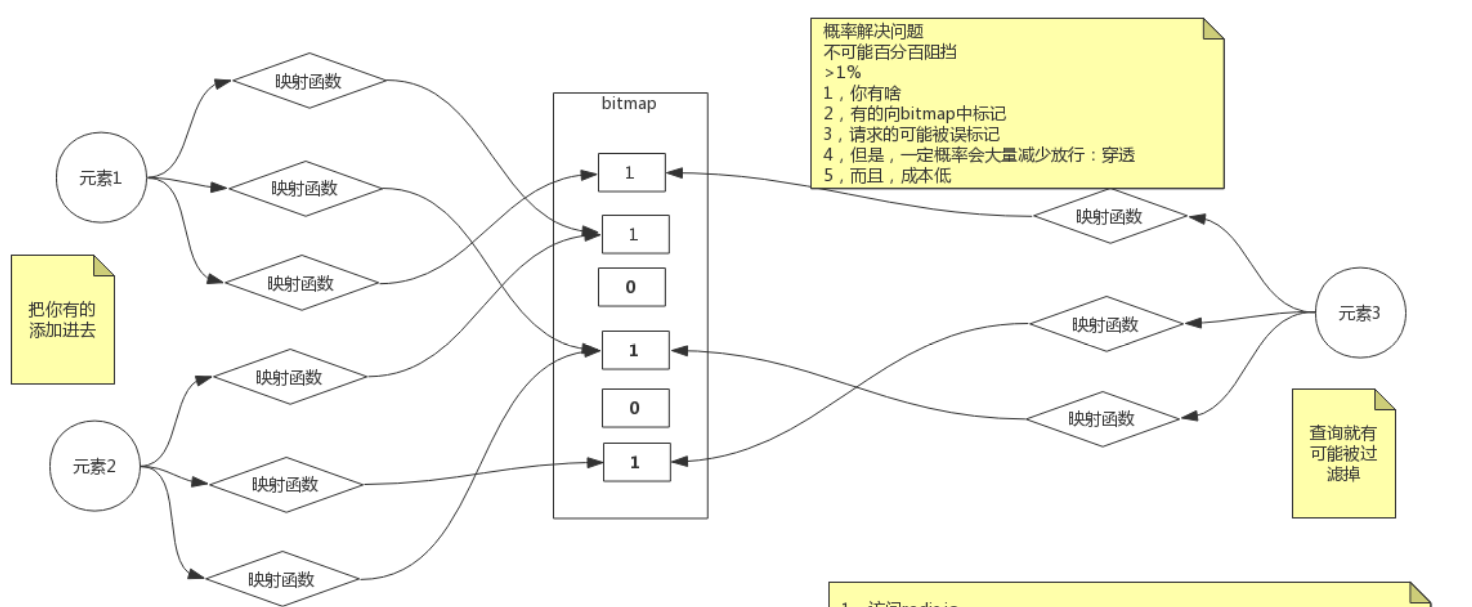 概率解决问题
不可能百分百阻挡
>1%
1，你有啥
2，有的向bitmap中标记
3，请求的可能被误标记
4，但是，一定概率会大量减少放行：穿透
5，而且，成本低
映射函数
bitmap
元素1
1
映射函数
映射函数
1
映射函数
0
元素3
把你有的
添加进去
映射函数
1
映射函数
0
映射函数
元素2
1
查询就有
可能被过
滤掉
映射函数
映射函数